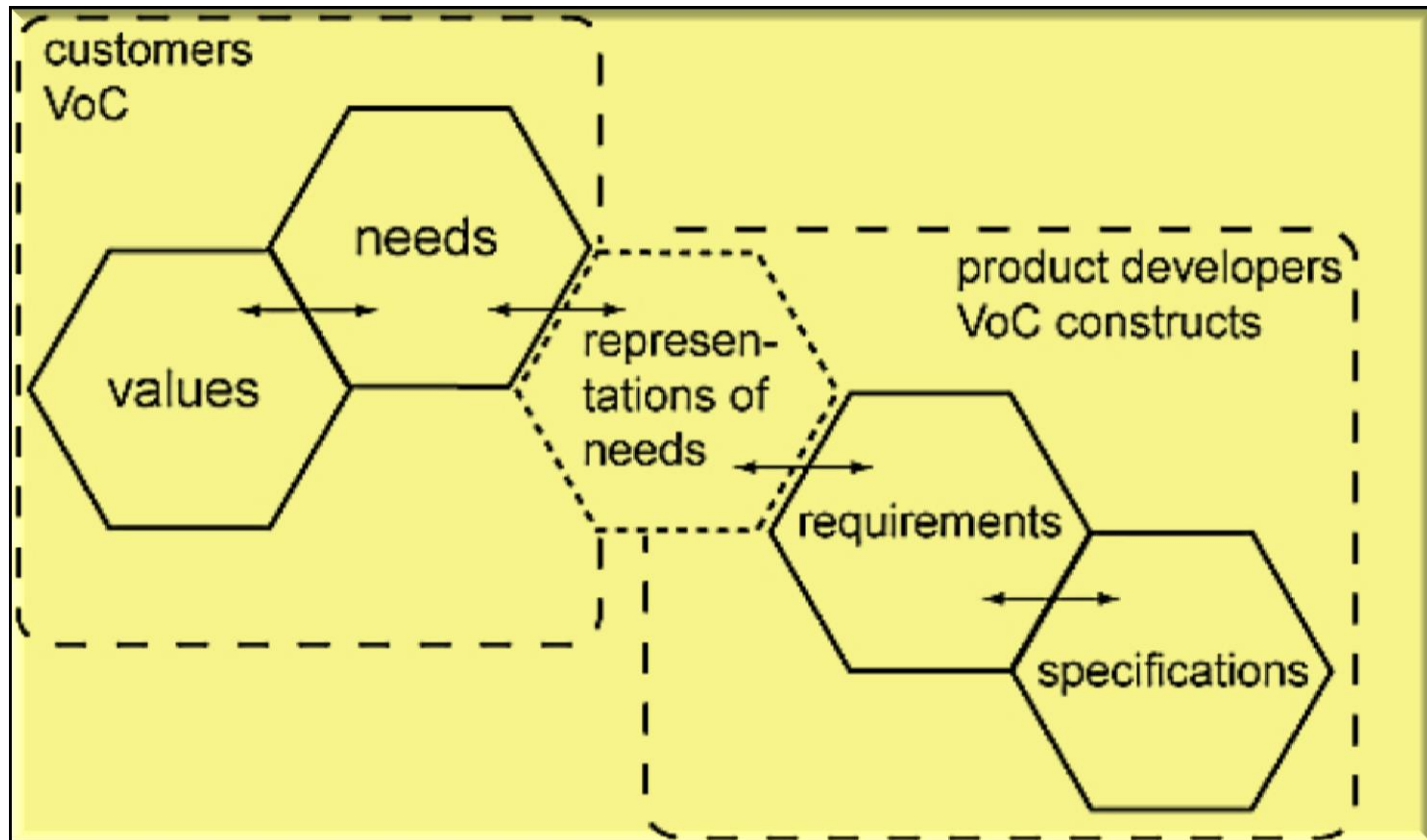 customers
VoC
needs
values
represen-
tations of
needs
product developers
VoC constructs
requirements
specifications